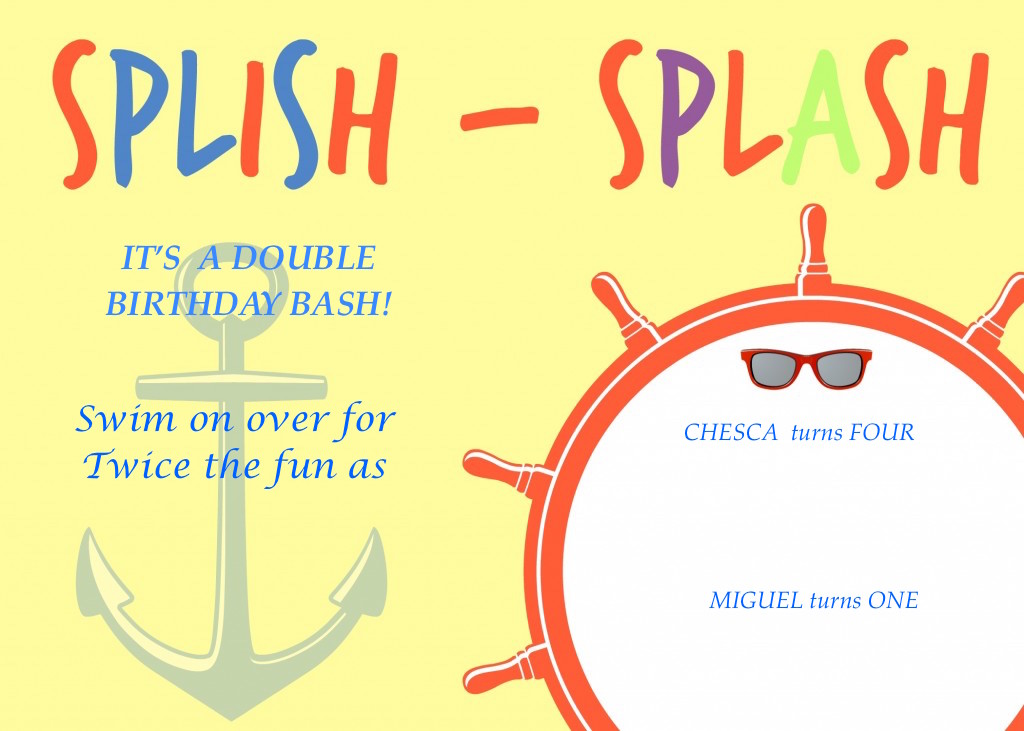 SPLISH - SPLASH
IT'S A DOUBLE
BIRTHDAY BASH!
Swim on over for
Twice the fun as
CHESCA turns FOUR
MIGUEL turns ONE